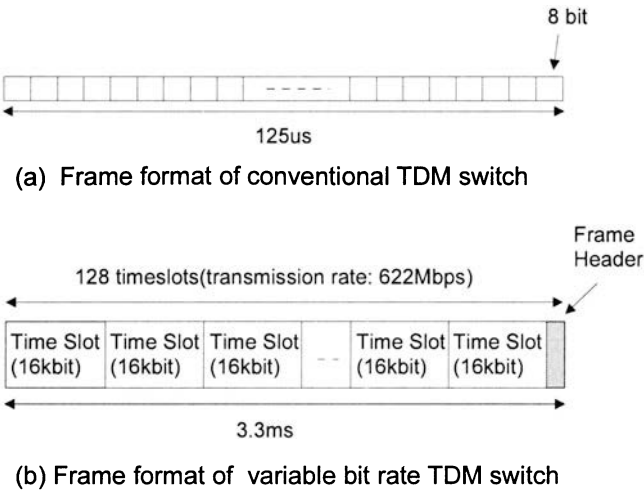 8 bit
125us
(a) Frame format of conventional TDM switch
Frame
Header
128 timeslots(transmission rate: 622Mbps)
Time Slot Time Slot Time Slot Time Slot Time Slot
(16kbit) (16kbit) (16kbit) (16kbit) (16kbit)
3.3ms
(b) Frame format of variable bit rate TDM switch